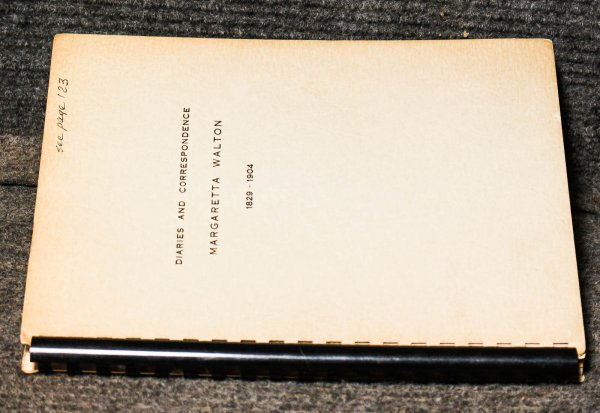 see page 123
DIARIES AND CORRESPONDENCE
MARGARETTA WALTON
1829 - 1904